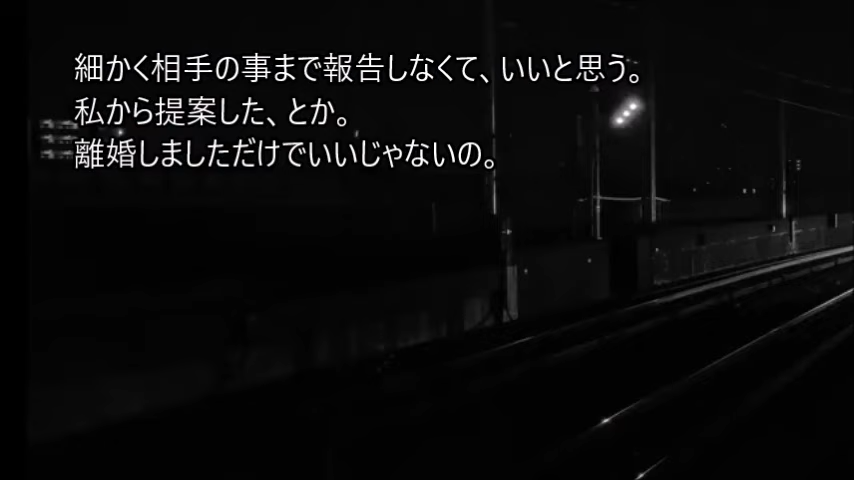 細かく相手の事まで報告しなくて、いいと思う。
私から提案した、とか。
離婚しましただけでいいじゃないの。